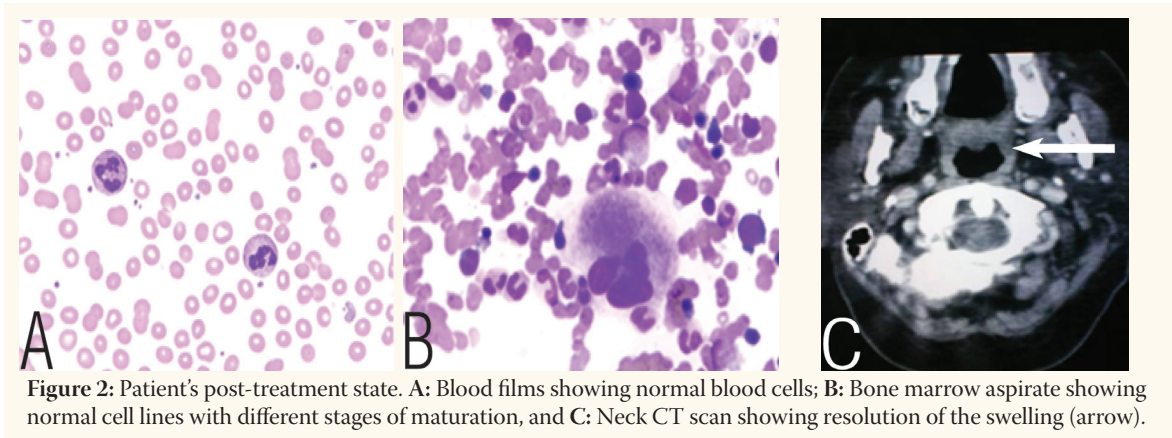 A
B
C
Figure 2: Patient's post-treatment state. A: Blood films showing normal blood cells; B: Bone marrow aspirate showing
normal cell lines with different stages of maturation, and C: Neck CT scan showing resolution of the swelling (arrow).